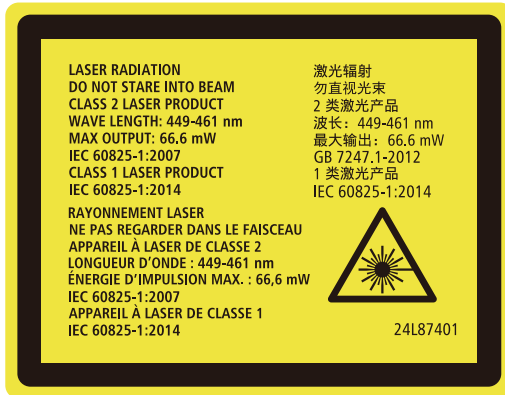 LASER RADIATION
DO NOT STARE INTO BEAM
CLASS 2 LASER PRODUCT
WAVE LENGTH: 449-461 nm
MAX OUTPUT: 66.6 mW
IEC 60825-1:2007
CLASS 1 LASER PRODUCT
IEC 60825-1:2014
RAYONNEMENT LASER
NE PAS REGARDER DANS LE FAISCEAU
APPAREIL À LASER DE CLASSE 2
LONGUEUR D'ONDE : 449-461 nm
ÉNERGIE D'IMPULSION MAX. : 66,6 mW
IEC 60825-1:2007
APPAREIL À LASER DE CLASSE 1
IEC 60825-1:2014
激光辐射
勿直视光束
2 类激光产品
波长：449-461 nm
最大输出：66.6 mW
GB 7247.1-2012
1 类激光产品
IEC 60825-1:2014
24L87401